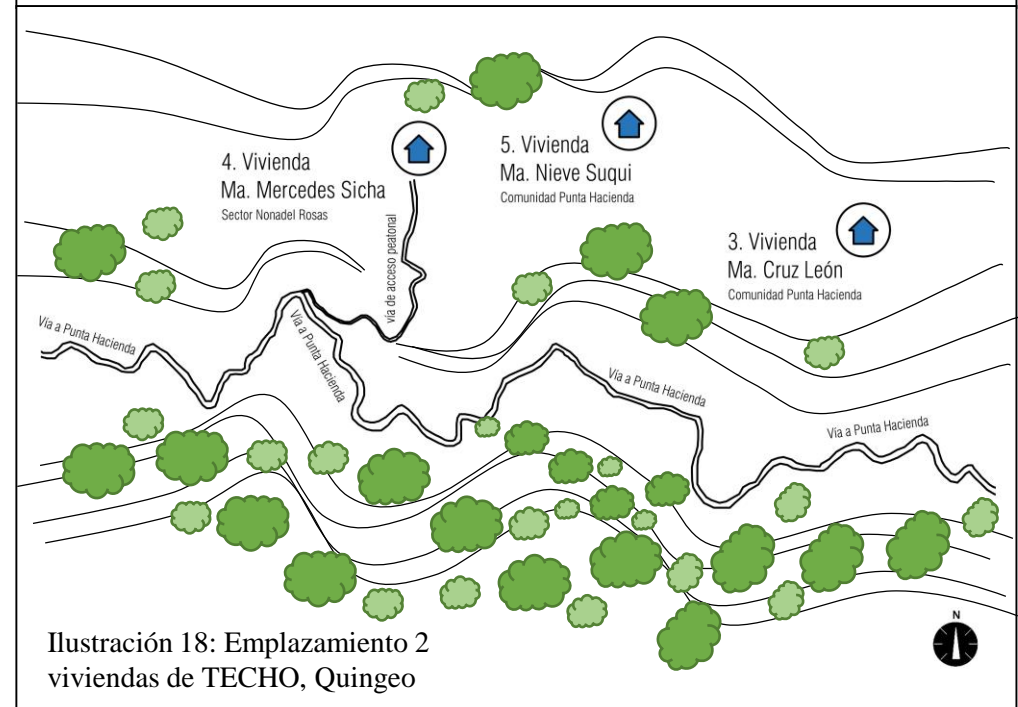 4. Vivienda
Ma. Mercedes Sicha
Sector Nonadel Rosas
5. Vivienda
Ma. Nieve Suqui
Comunidad Punta Hacienda
3. Vivienda
Ma. Cruz León
Comunidad Punta Hacienda
vía de acceso peatonal
Vía a Punta Hacienda
Vía a Punta Hacienda
Vía a Punta Hacienda
Vía a Punta Hacienda
Ilustración 18: Emplazamiento 2
viviendas de TECHO, Quingeo
N